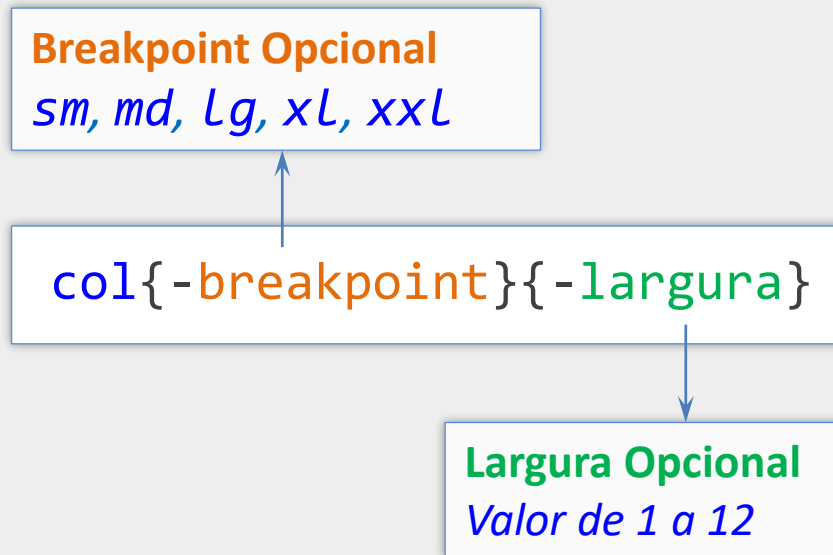 Breakpoint Opcional
sm, md, lg, xl, xxl
col{-breakpoint}{-largura}
Largura Opcional
Valor de 1 a 12